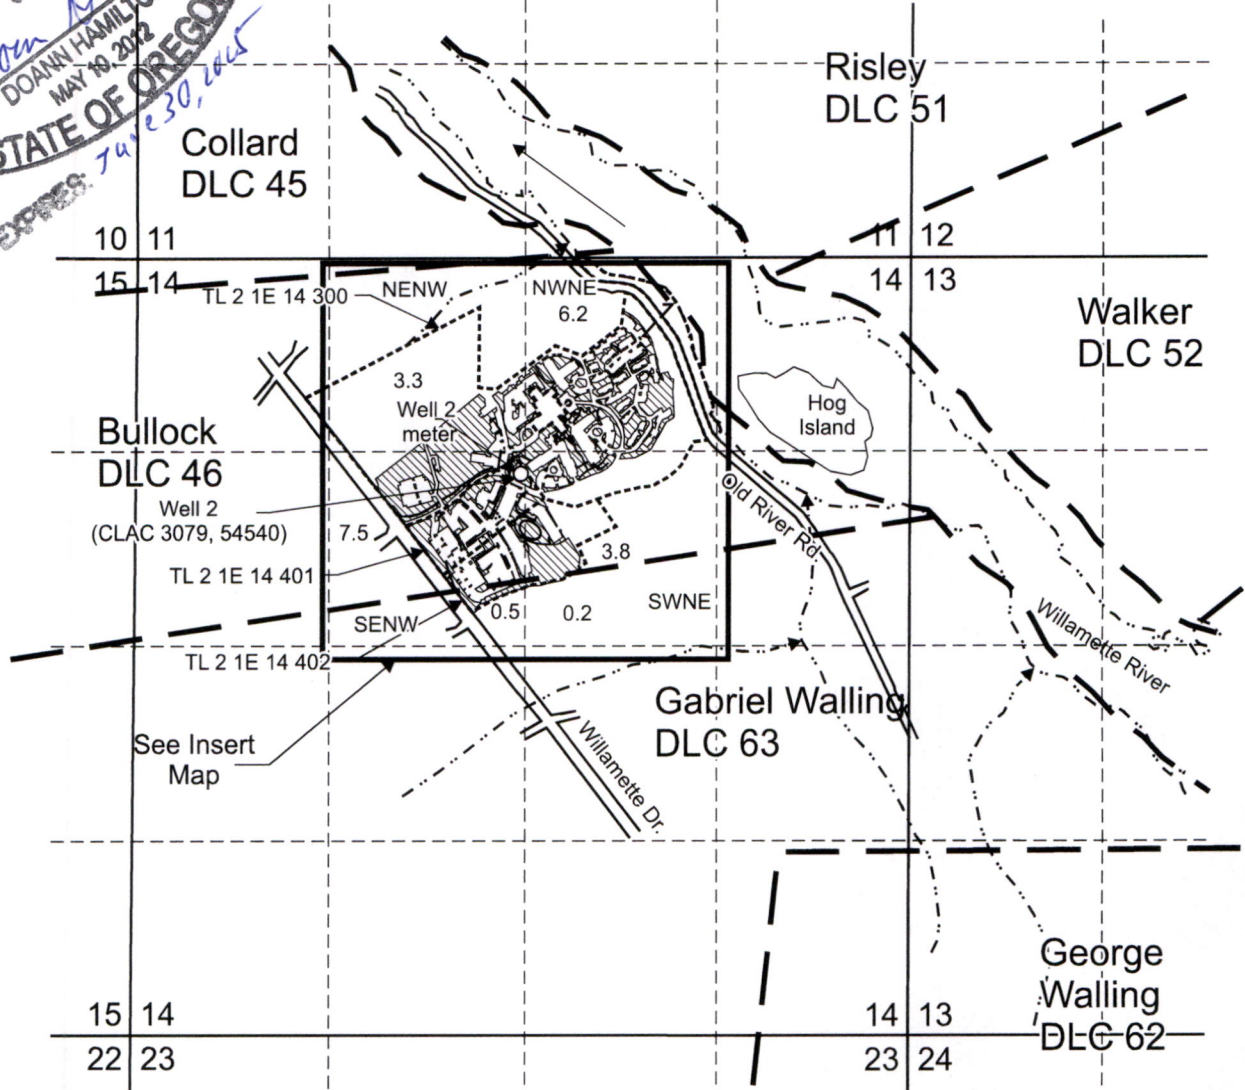 DOANN HAMILTO
MAY 10, 2012
STATE OF OREGO
EXPIRES: June 30, 2015
Risley
DLC 51
Collard
DLC 45
10 11
11 12
15 14
14 13
TL 2 1E 14 300
NENW
NWNE
6.2
Walker
DLC 52
3.3
Well 2
meter
Hog
Island
Bullock
DLC 46
Well 2
(CLAC 3079, 54540)
7.5
Old River Rd
3.8
TL 2 1E 14 401
SENW
0.5
0.2
SWNE
Willamette River
TL 2 1E 14 402
Gabriel Walling
DLC 63
See Insert
Map
Willamette Dr.
George
Walling
DLC 62
15 14
14 13
22 23
23 24